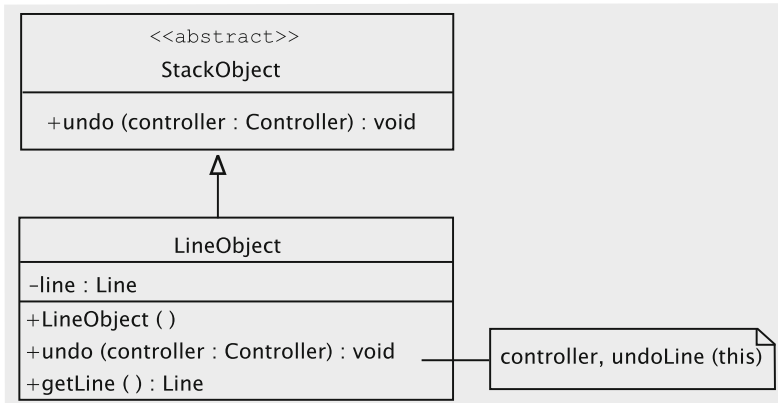 <<abstract>>
StackObject
+undo (controller : Controller) : void
LineObject
-line : Line
+LineObject ( )
+undo (controller : Controller) : void
+getLine ( ) : Line
controller, undoLine (this)